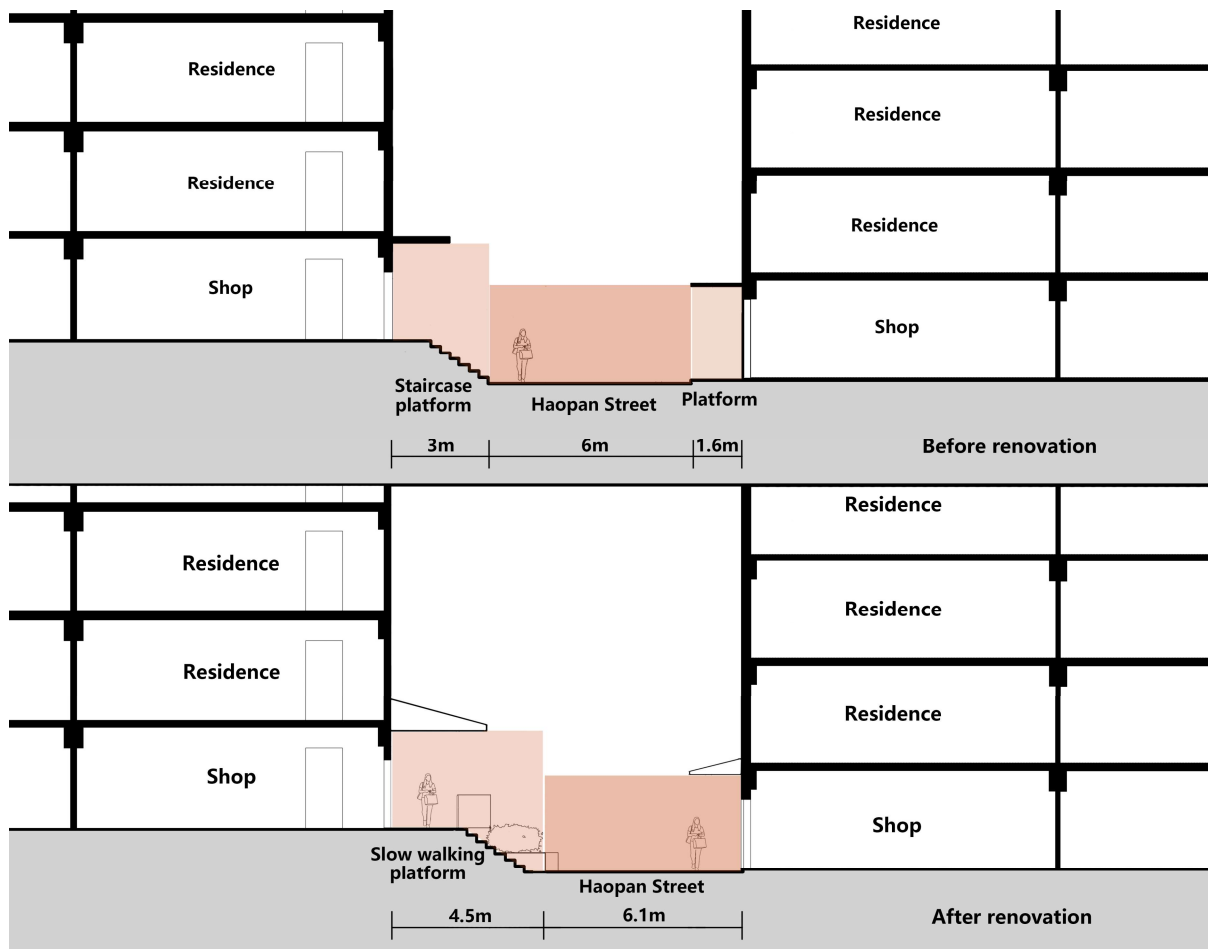 Residence
Residence
Residence
Residence
Residence
Residence
Shop
Shop
Staircase
platform
Haopan Street
Platform
3m
6m
1.6m
Before renovation
Residence
Residence
Residence
Residence
Residence
Shop
Shop
Slow walking
platform
Haopan Street
4.5m
6.1m
After renovation